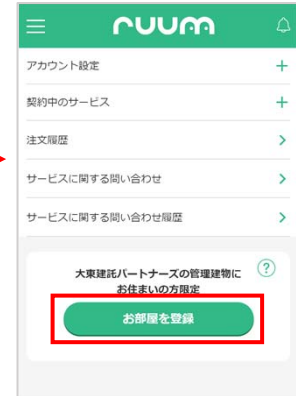 ruum
アカウント設定
契約中のサービス
注文履歴
サービスに関する問い合わせ
サービスに関する問い合わせ履歴
大東建託パートナーズの管理建物に
お住まいの方限定
?
お部屋を登録